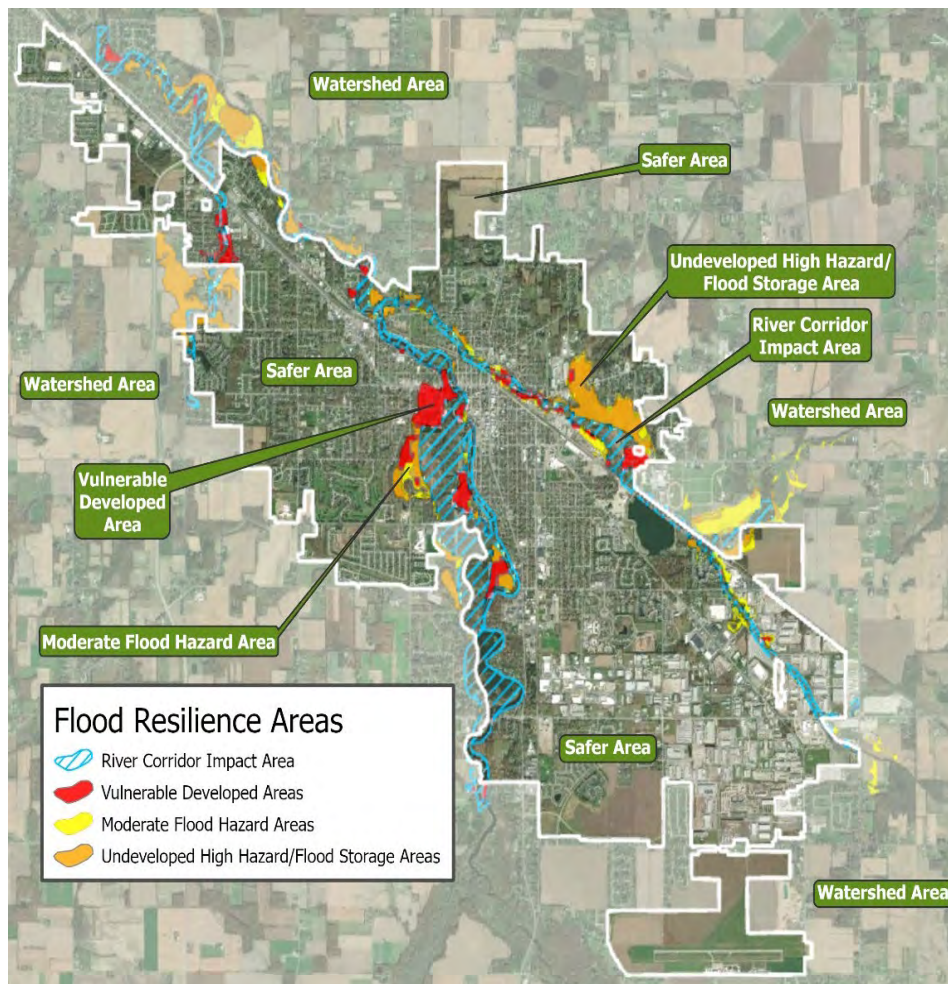 Watershed Area
Safer Area
Undeveloped High Hazard/
Flood Storage Area
River Corridor
Impact Area
Safer Area
Watershed Area
Watershed Area
Vulnerable
Developed
Area
Moderate Flood Hazard Area
Flood Resilience Areas
River Corridor Impact Area
Vulnerable Developed Areas
Moderate Flood Hazard Areas
Undeveloped High Hazard/Flood Storage Areas
Safer Area
Watershed Area